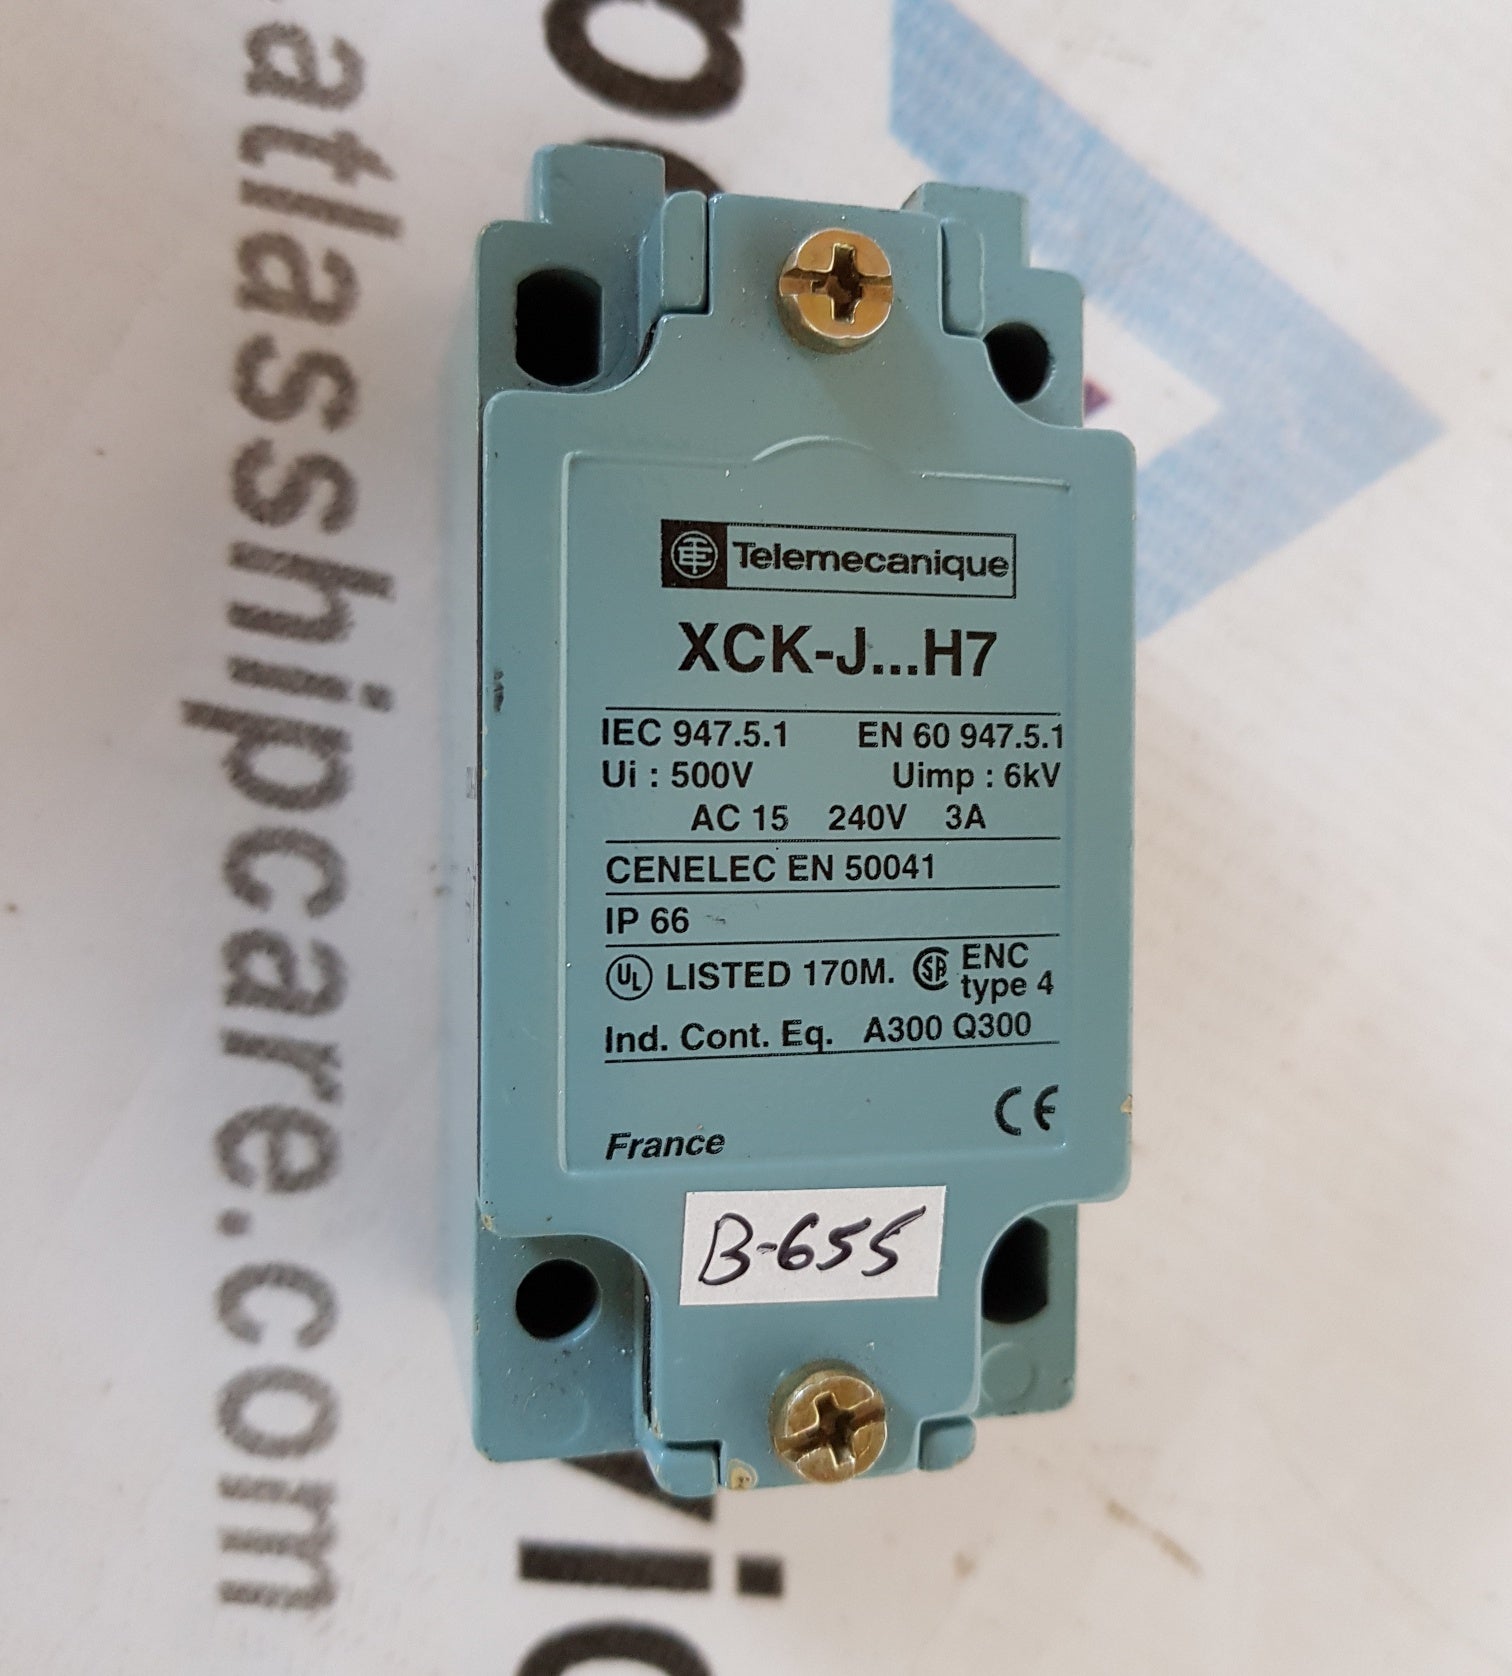 Telemecanique
XCK-J...H7
IEC 947.5.1 EN 60 947.5.1
Ui : 500V Uimp : 6kV
AC 15 240V 3A
CENELEC EN 50041
IP 66
UL LISTED 170M. SA ENC
type 4
Ind. Cont. Eq. A300 Q300
CE
France
B-655
atlasshipcare.com